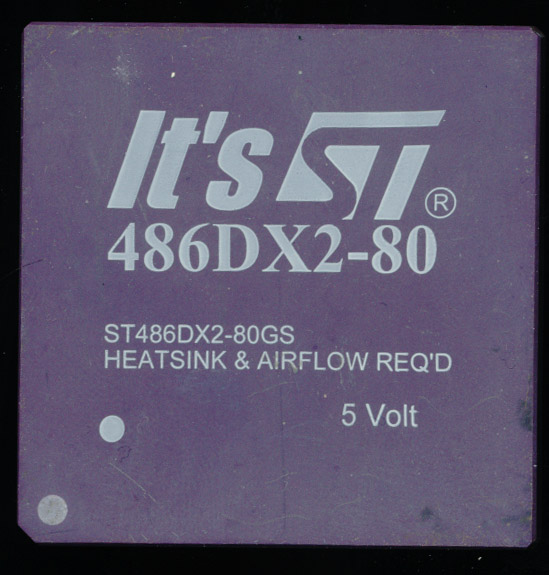 It's ST®
486DX2-80
ST486DX2-80GS
HEATSINK & AIRFLOW REQ'D
5 Volt